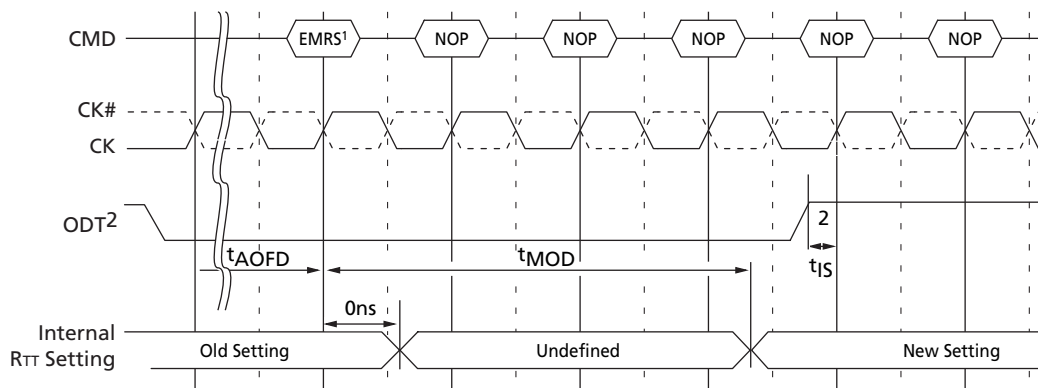 CMD EMRS¹ NOP NOP NOP NOP NOP
CK#
CK
ODT² 2
tAOFD tMOD tIS
0ns
Internal
RTT Setting Old Setting Undefined New Setting